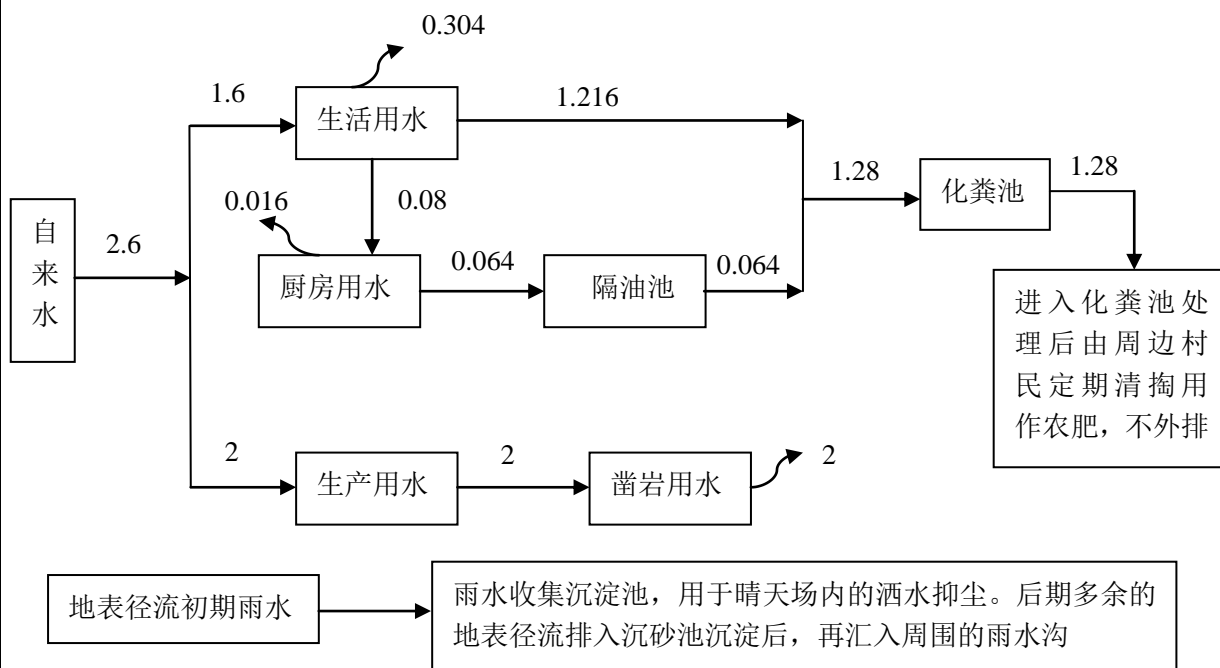 0.304
1.6
生活用水
1.216
0.016
0.08
1.28
化粪池
1.28
自
来
水
2.6
厨房用水
0.064
隔油池
0.064
进入化粪池处
理后由周边村
民定期清掏用
作农肥，不外排
2
生产用水
2
凿岩用水
2
地表径流初期雨水
雨水收集沉淀池，用于晴天场内的洒水抑尘。后期多余的
地表径流排入沉砂池沉淀后，再汇入周围的雨水沟